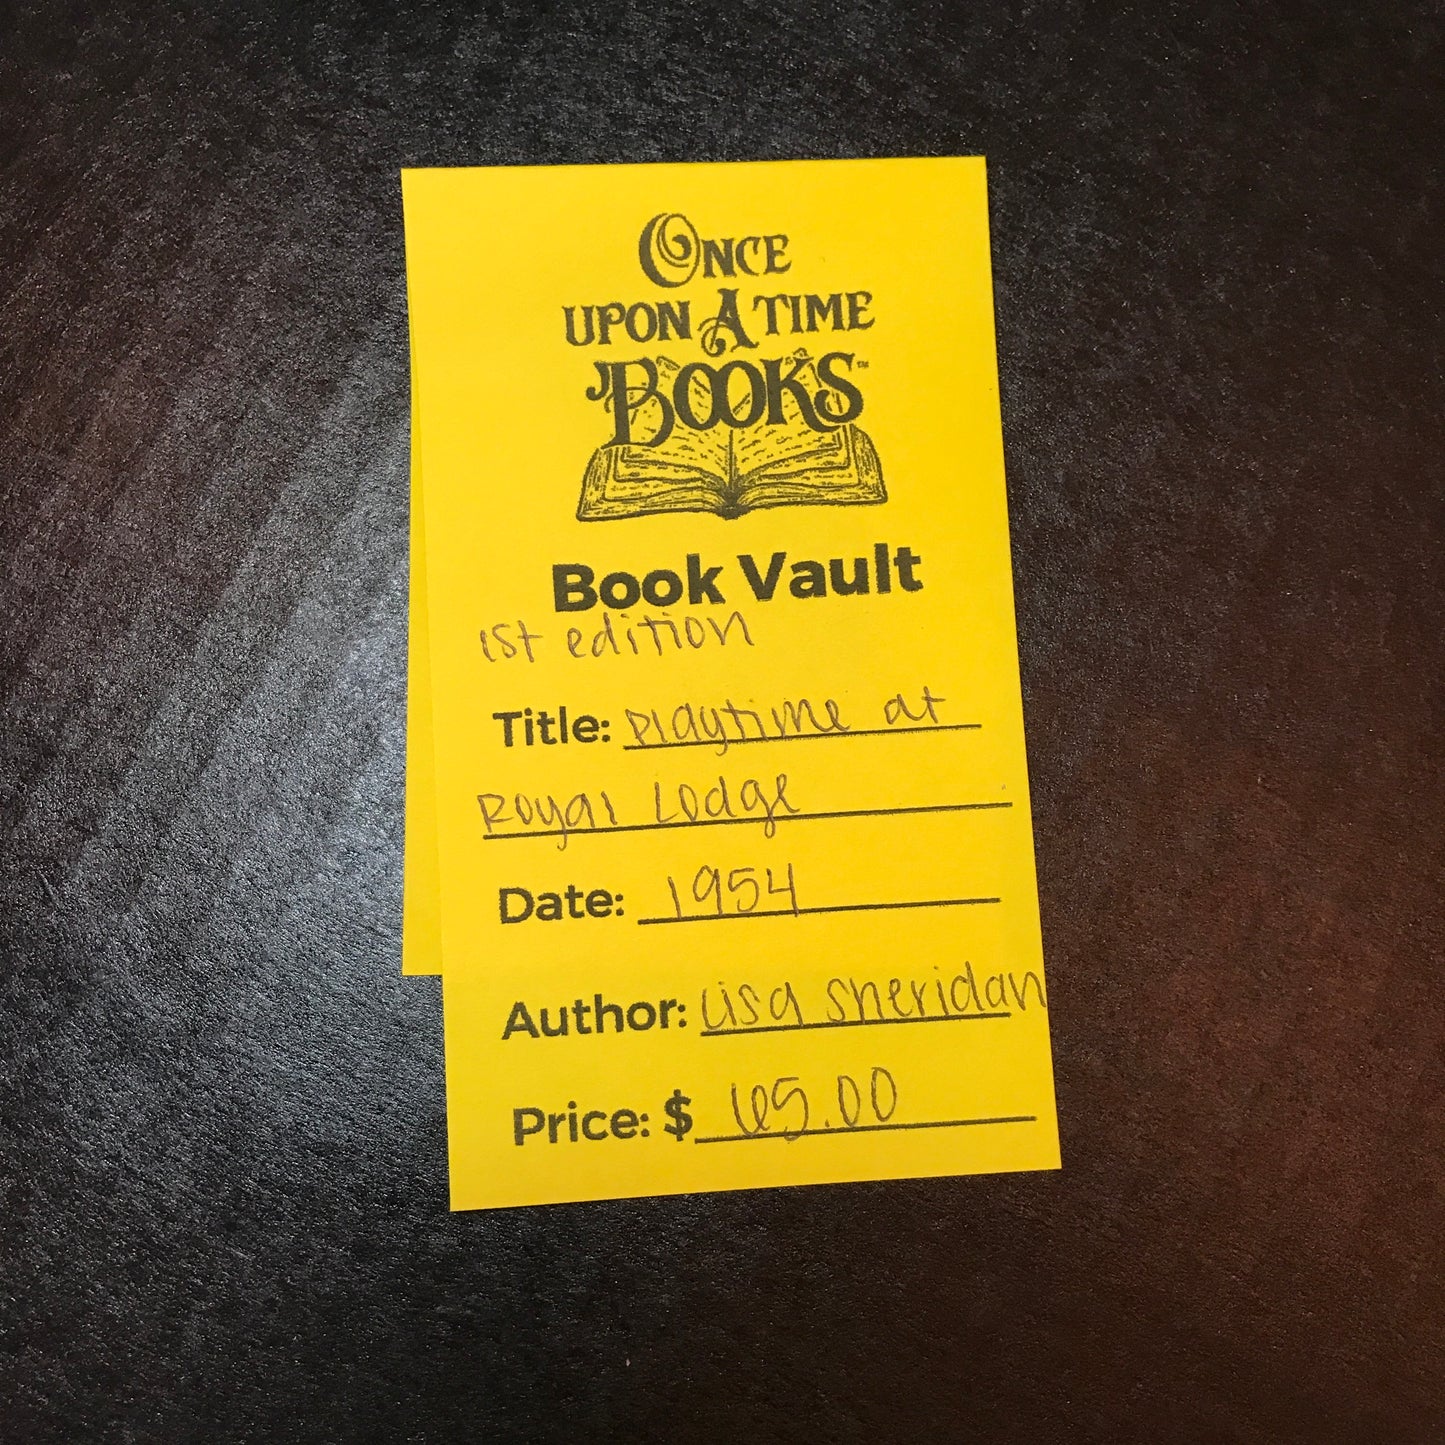 ONCE
UPON A TIME
BOOKS™
Book Vault
1st edition
Title: Playtime at
Royal Lodge
Date: 1954
Author: Lisa Sheridan
Price: $ 65.00